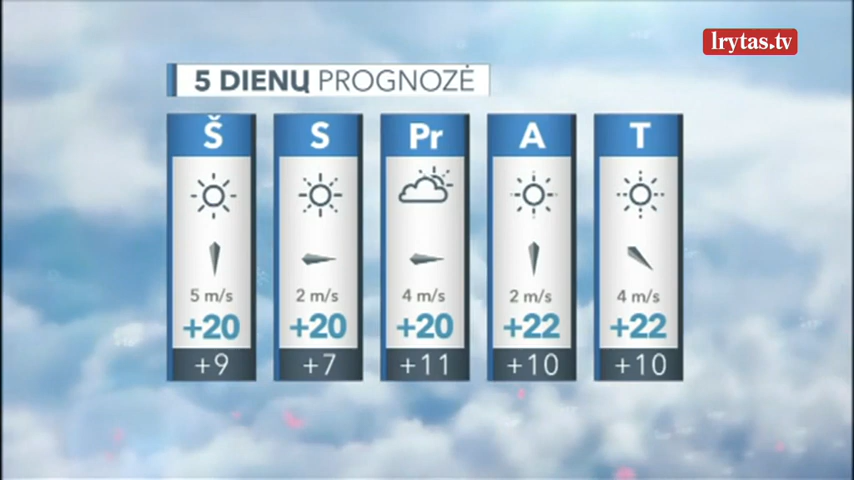 lrytas.tv
5 DIENŲ PROGNOZĖ
Š S Pr A T
5 m/s 2 m/s 4 m/s 2 m/s 4 m/s
+20 +20 +20 +22 +22
+9 +7 +11 +10 +10